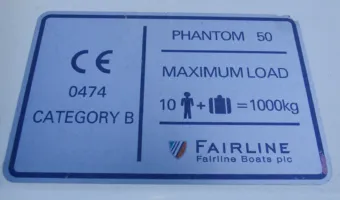 CE
0474
CATEGORY B
PHANTOM 50
MAXIMUM LOAD
10 + = 1000kg
FAIRLINE
Fairline Boats plc